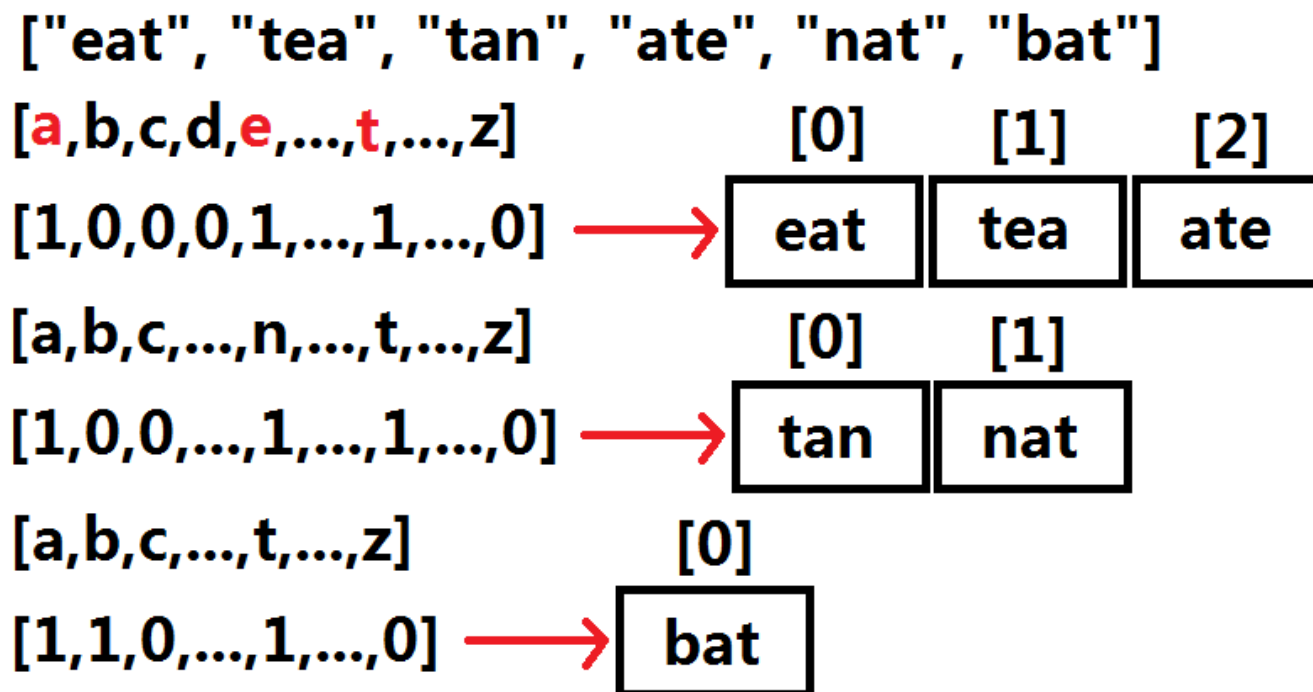 ["eat", "tea", "tan", "ate", "nat", "bat"]
[a,b,c,d,e,...,t,...,z]
[0] [1] [2]
[1,0,0,0,1,...,1,...,0] eat tea ate
[a,b,c,...,n,...,t,...,z]
[0] [1]
[1,0,0,...,1,...,1,...,0] tan nat
[a,b,c,...,t,...,z]
[0]
[1,1,0,...,1,...,0] bat